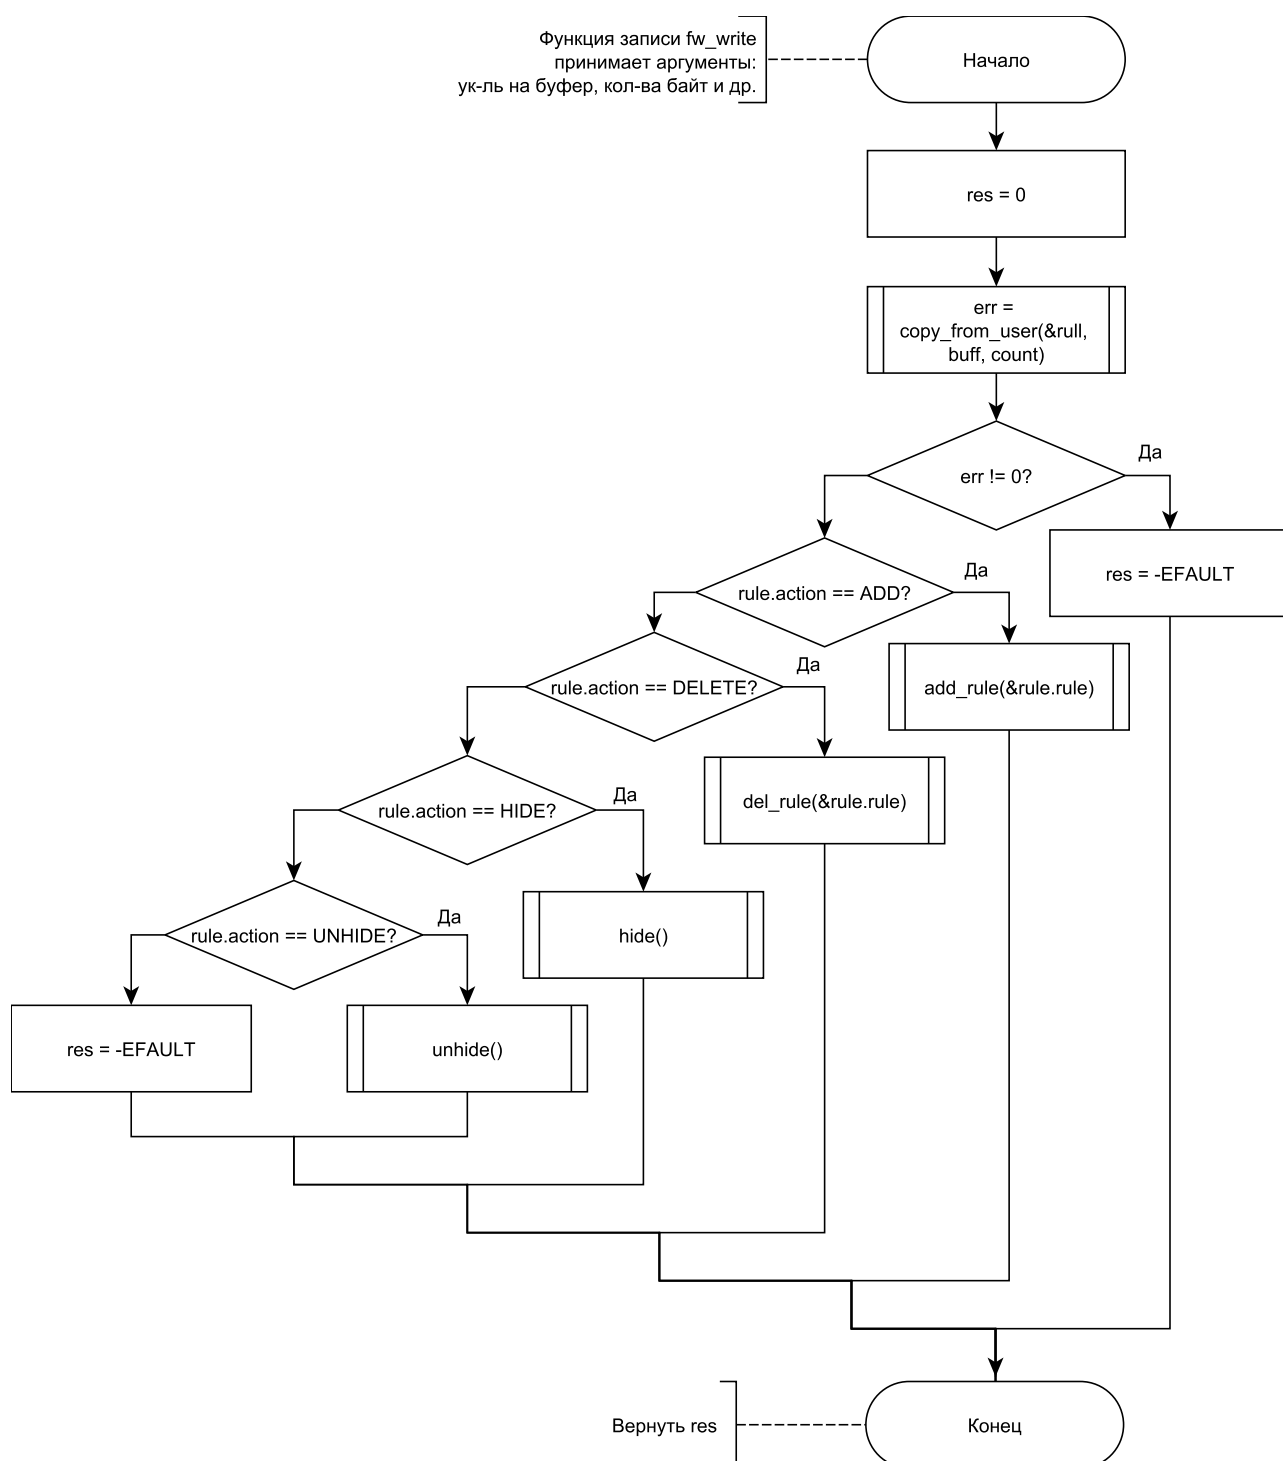 Функция записи fw_write
принимает аргументы:
ук-ль на буфер, кол-ва байт и др.
Начало
res = 0
err =
copy_from_user(&rull,
buff, count)
err != 0?
Да
res = -EFAULT
rule.action == ADD?
Да
add_rule(&rule.rule)
rule.action == DELETE?
Да
del_rule(&rule.rule)
rule.action == HIDE?
Да
hide()
rule.action == UNHIDE?
Да
res = -EFAULT
unhide()
Вернуть res
Конец